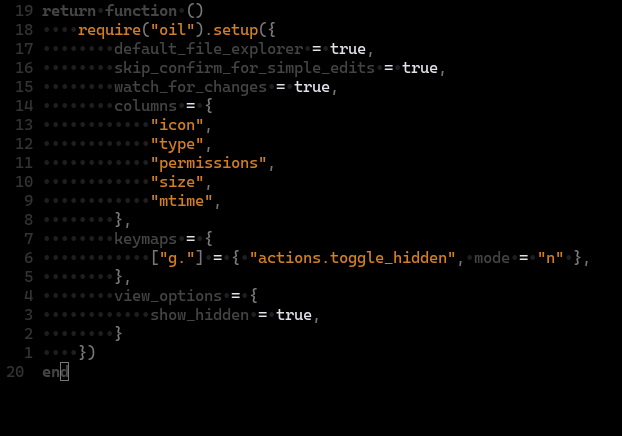 19 return function ()
18     require("oil").setup({
17         default_file_explorer = true,
16         skip_confirm_for_simple_edits = true,
15         watch_for_changes = true,
14         columns = {
13             "icon",
12             "type",
11             "permissions",
10             "size",
9             "mtime",
8         },
7         keymaps = {
6             ["g."] = { "actions.toggle_hidden", mode = "n" },
5         },
4         view_options = {
3             show_hidden = true,
2         }
1     })
20 end